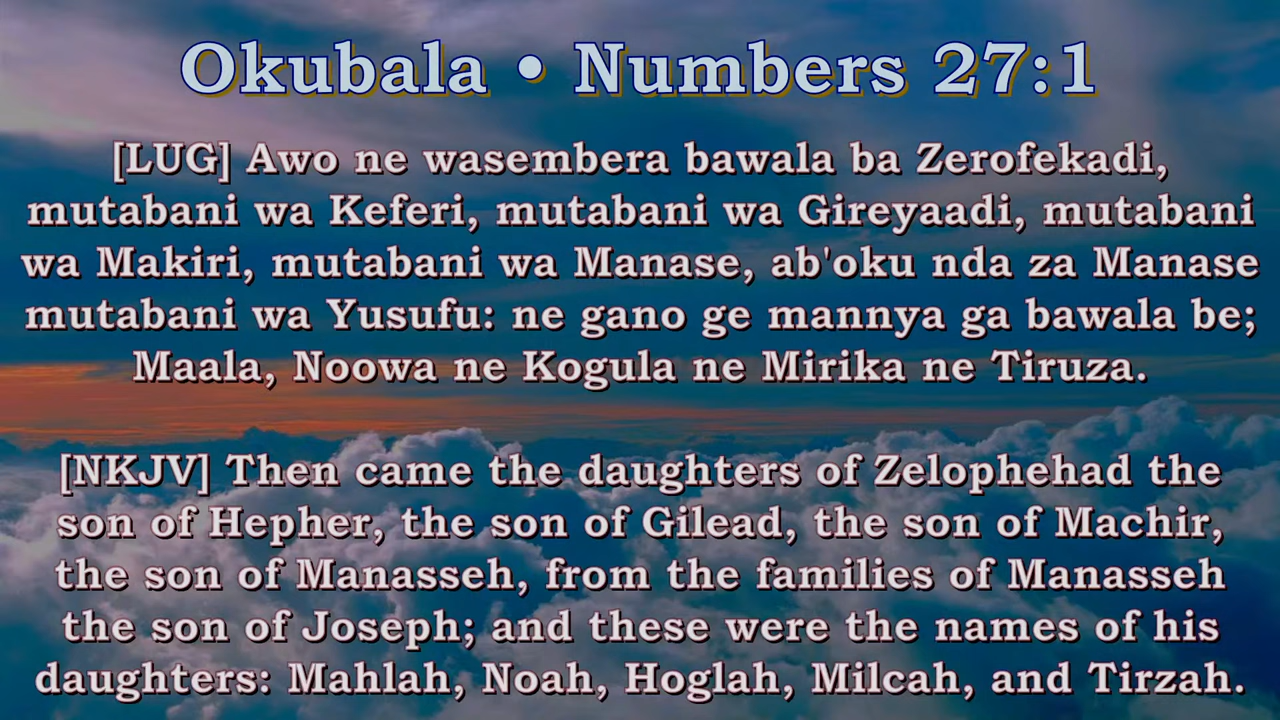 Okubala • Numbers 27:1
[LUG] Awo ne wasembera bawala ba Zerofekadi,
mutabani wa Keferi, mutabani wa Gireyaadi, mutabani
wa Makiri, mutabani wa Manase, ab'oku nda za Manase
mutabani wa Yusufu: ne gano ge mannya ga bawala be;
Maala, Noowa ne Kogula ne Mirika ne Tiruza.
[NKJV] Then came the daughters of Zelophehad the
son of Hepher, the son of Gilead, the son of Machir,
the son of Manasseh, from the families of Manasseh
the son of Joseph; and these were the names of his
daughters: Mahlah, Noah, Hoglah, Milcah, and Tirzah.